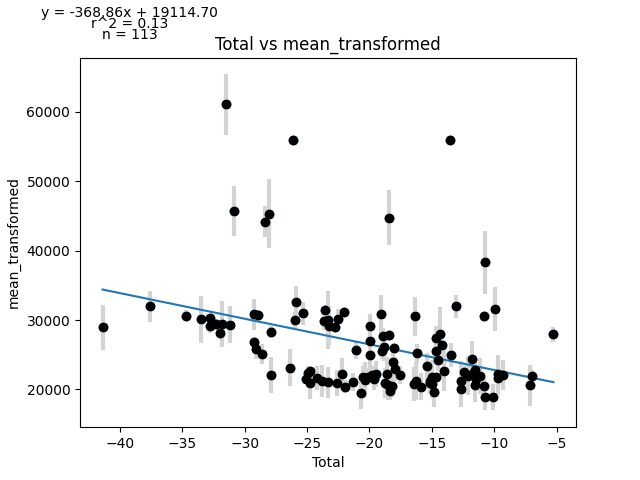 y = -368.86x + 19114.70
r^2 = 0.13
n = 113
Total vs mean_transformed
60000
50000
40000
30000
20000
mean_transformed
−40 −35 −30 −25 −20 −15 −10 −5
Total